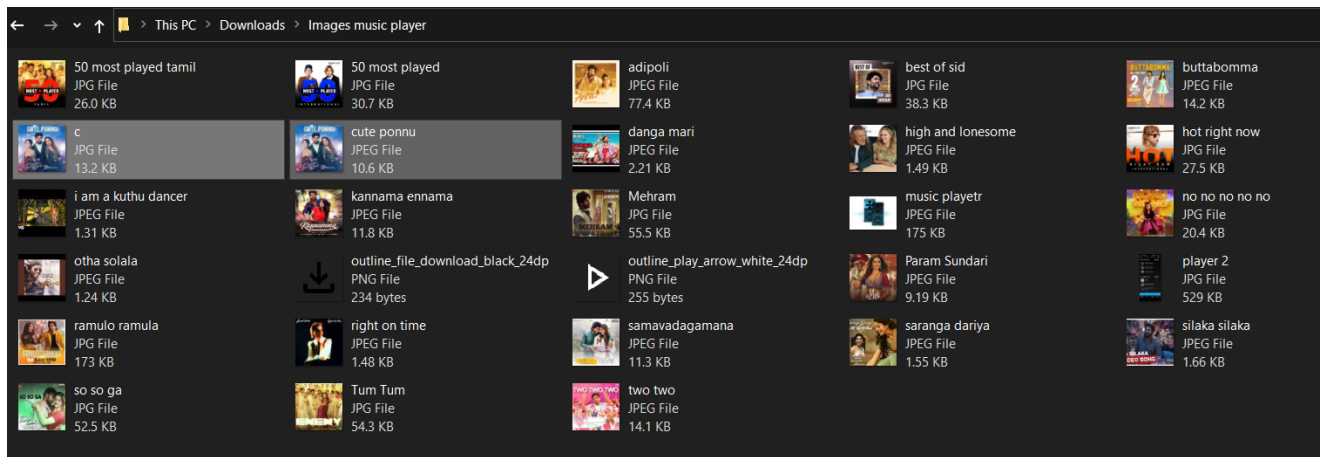 This PC > Downloads > Images music player
50 most played tamil
JPG File
26.0 KB
50 most played
JPG File
30.7 KB
adipoli
JPEG File
77.4 KB
best of sid
JPG File
38.3 KB
buttabomma
JPEG File
14.2 KB
c
JPG File
13.2 KB
cute ponnu
JPEG File
10.6 KB
danga mari
JPEG File
2.21 KB
high and lonesome
JPEG File
1.49 KB
hot right now
JPG File
27.5 KB
i am a kuthu dancer
JPEG File
1.31 KB
kannama ennama
JPEG File
11.8 KB
Mehram
JPG File
55.5 KB
music playetr
JPEG File
175 KB
no no no no no
JPG File
20.4 KB
otha solala
JPEG File
1.24 KB
outline_file_download_black_24dp
PNG File
234 bytes
outline_play_arrow_white_24dp
PNG File
255 bytes
Param Sundari
JPEG File
9.19 KB
player 2
JPG File
529 KB
ramulo ramula
JPG File
173 KB
right on time
JPEG File
1.48 KB
samavadagamana
JPEG File
11.3 KB
saranga dariya
JPEG File
1.55 KB
silaka silaka
JPEG File
1.66 KB
so so ga
JPG File
52.5 KB
Tum Tum
JPG File
54.3 KB
two two
JPEG File
14.1 KB